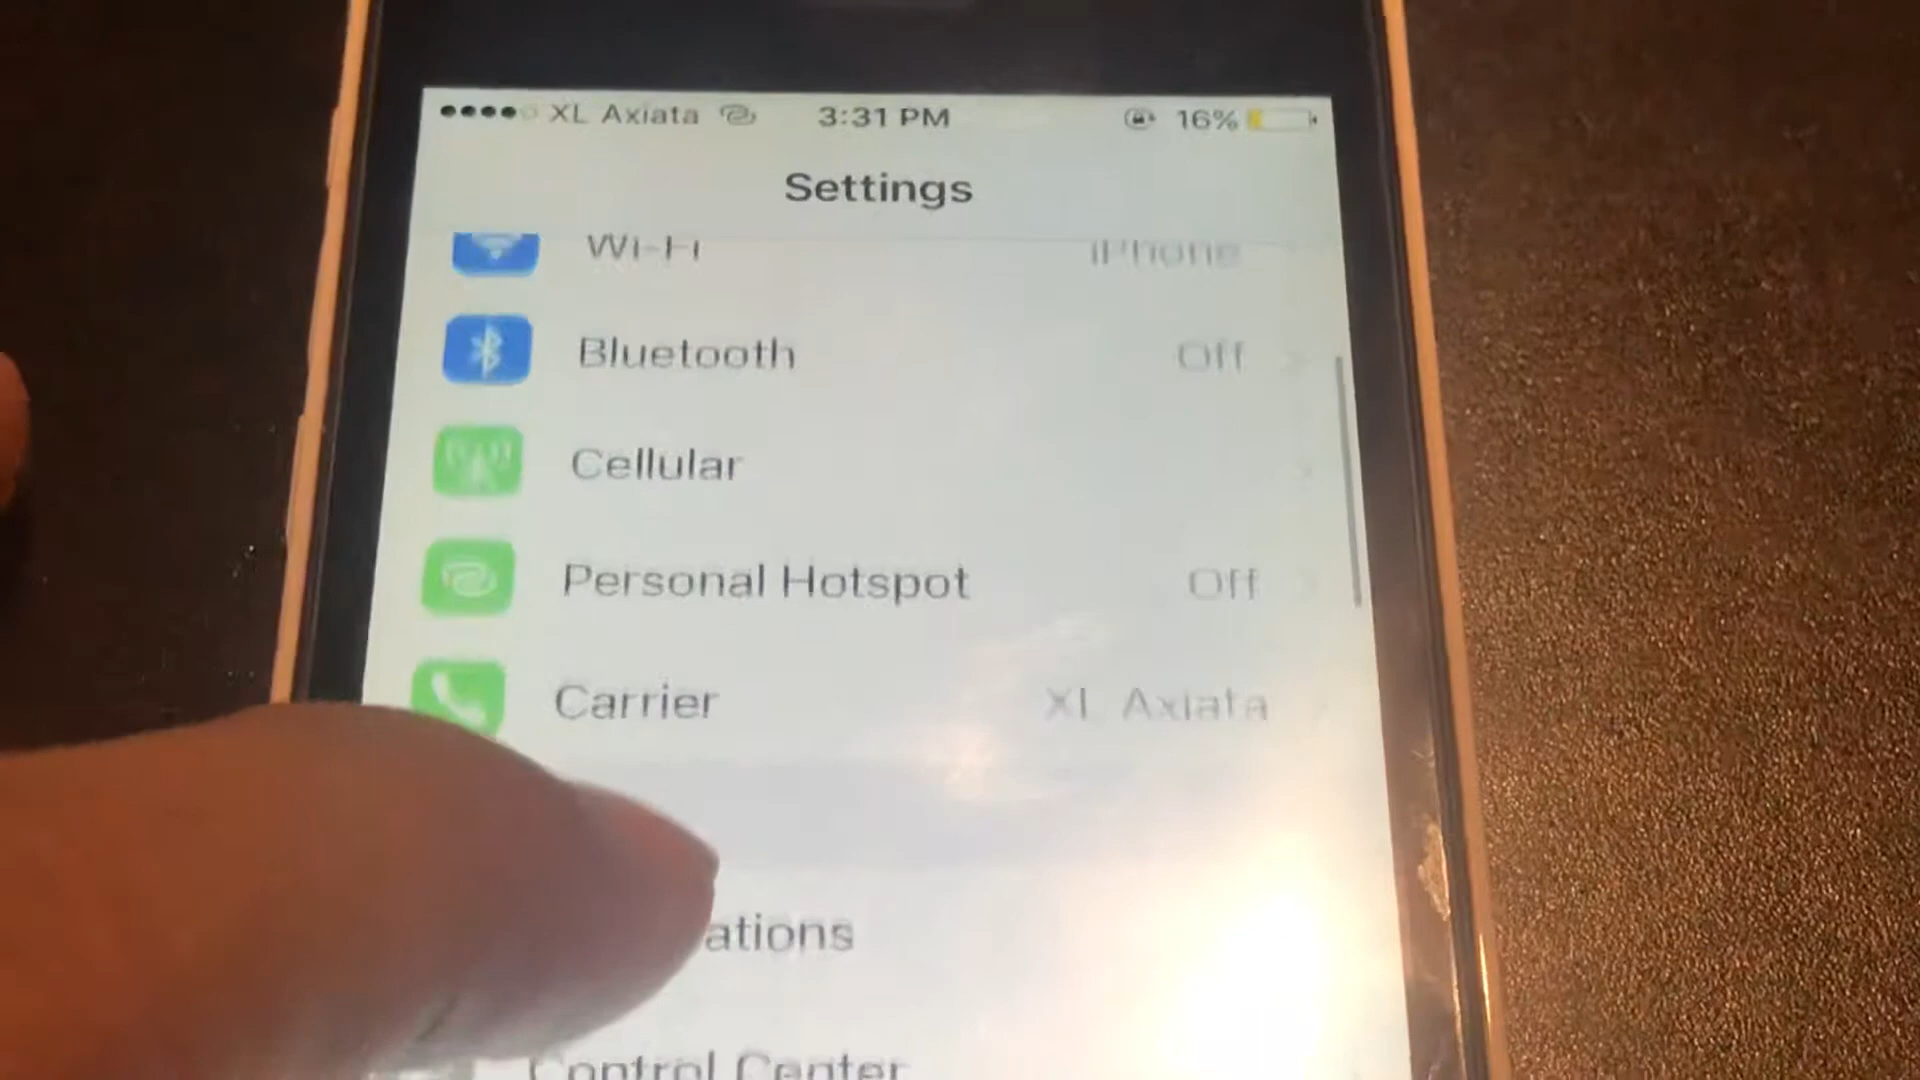 XL Axiata 3:31 PM 16%
Settings
Wi-Fi iPhone
Bluetooth Off
Cellular
Personal Hotspot Off
Carrier XL Axiata
ations
Control Center